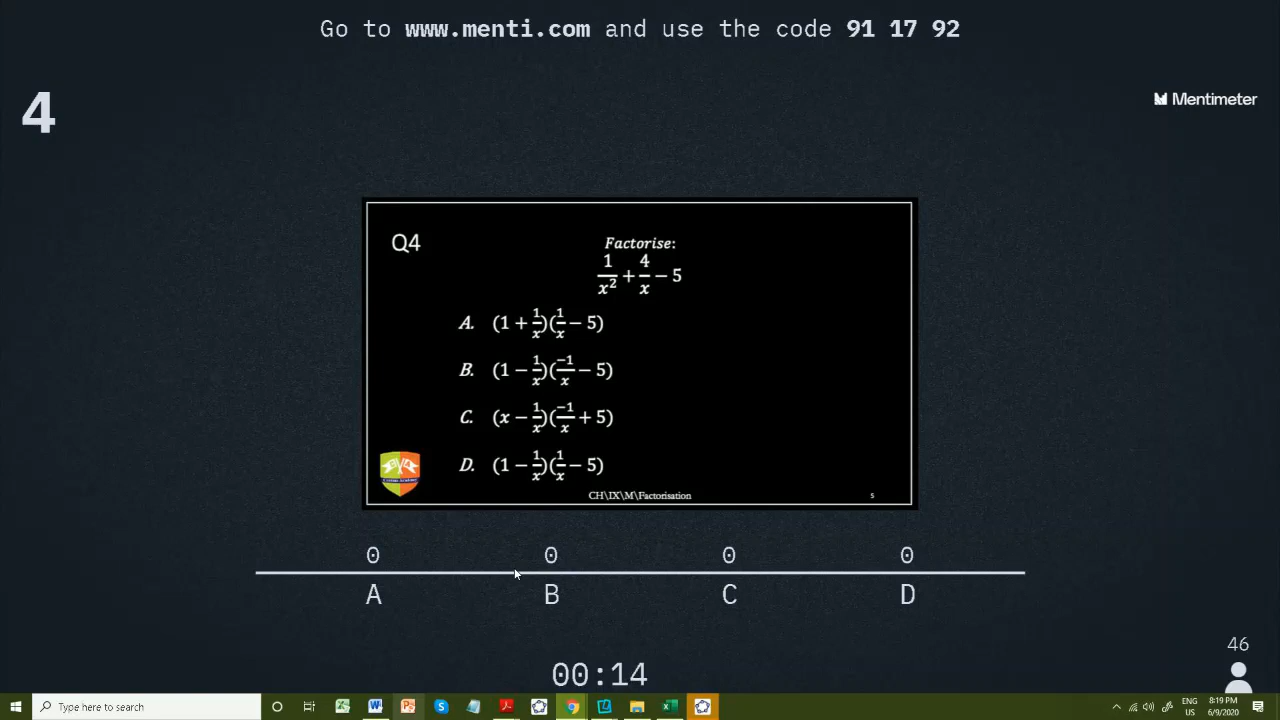 Go to www.menti.com and use the code 91 17 92
4
Mentimeter
Q4
Factorise:
1/x² + 4/x − 5
A. (1 + 1/x)(1/x − 5)
B. (1 − 1/x)(−1/x − 5)
C. (x − 1/x)(−1/x + 5)
D. (1 − 1/x)(1/x − 5)
CH\IX\M\Factorisation
5
0 0 0 0
A B C D
00:14
46
Type here to search
ENG
US
8:19 PM
6/9/2020